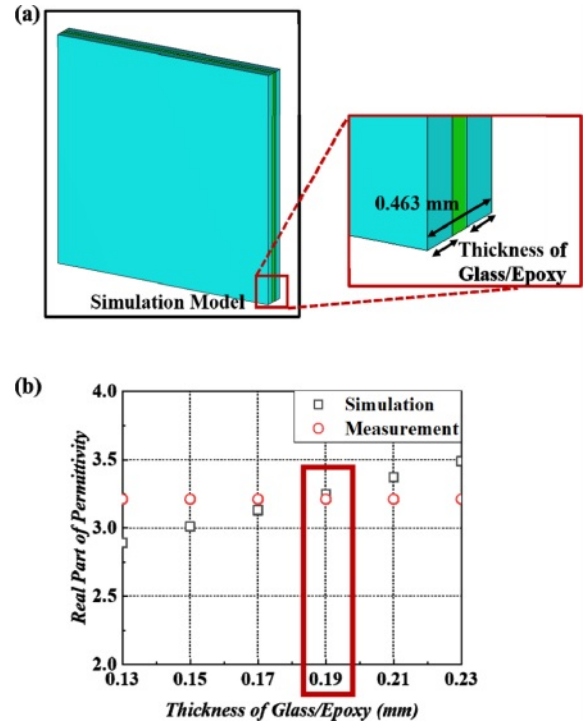 (a)
0.463 mm
Thickness of
Glass/Epoxy
Simulation Model
(b)
4.0
3.5
3.0
2.5
2.0
Real Part of Permittivity
Simulation
Measurement
0.13 0.15 0.17 0.19 0.21 0.23
Thickness of Glass/Epoxy (mm)